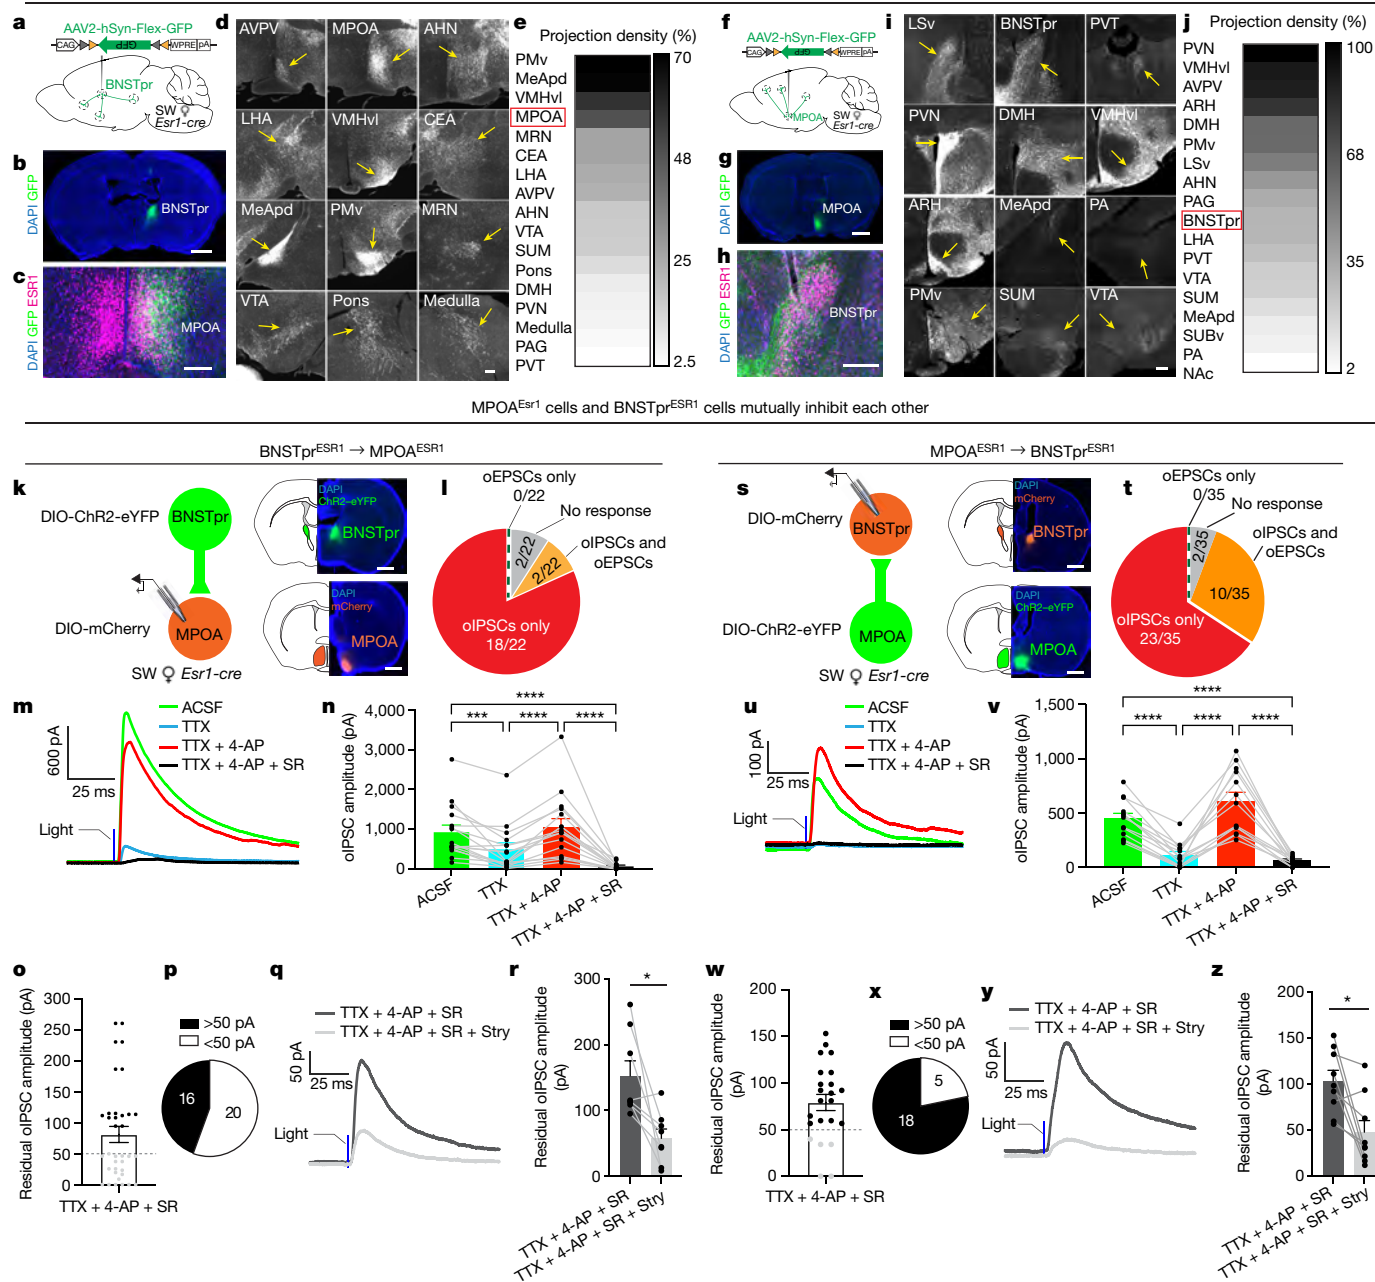 a
AAV2-hSyn-Flex-GFP
CAG
GFP
WPRE
pA
BNSTpr
SW ♀
Esr1-cre
b
DAPI GFP
BNSTpr
c
DAPI GFP ESR1
MPOA
d
AVPV
MPOA
AHN
LHA
VMHvl
CEA
MeApd
PMv
MRN
VTA
Pons
Medulla
e
Projection density (%)
PMv
MeApd
VMHvl
MPOA
MRN
CEA
LHA
AVPV
AHN
VTA
SUM
Pons
DMH
PVN
Medulla
PAG
PVT
70
48
25
2.5
f
AAV2-hSyn-Flex-GFP
CAG
GFP
WPRE
pA
MPOA
SW ♀
Esr1-cre
g
DAPI GFP
MPOA
h
DAPI GFP ESR1
BNSTpr
i
LSv
BNSTpr
PVT
PVN
DMH
VMHvl
ARH
MeApd
PA
PMv
SUM
VTA
j
Projection density (%)
PVN
VMHvl
AVPV
ARH
DMH
PMv
LSv
AHN
PAG
BNSTpr
LHA
PVT
VTA
SUM
MeApd
SUBv
PA
NAc
100
68
35
2
MPOA^Esr1 cells and BNSTpr^ESR1 cells mutually inhibit each other
BNSTpr^ESR1 → MPOA^ESR1
k
DIO-ChR2-eYFP
BNSTpr
DIO-mCherry
MPOA
SW ♀ Esr1-cre
DAPI
ChR2–eYFP
BNSTpr
DAPI
mCherry
MPOA
l
oEPSCs only
0/22
No response
2/22
oIPSCs and
oEPSCs
2/22
oIPSCs only
18/22
MPOA^ESR1 → BNSTpr^ESR1
s
DIO-mCherry
BNSTpr
DIO-ChR2-eYFP
MPOA
SW ♀ Esr1-cre
DAPI
mCherry
BNSTpr
DAPI
ChR2–eYFP
MPOA
t
oEPSCs only
0/35
No response
2/35
oIPSCs and
oEPSCs
10/35
oIPSCs only
23/35
m
600 pA
25 ms
Light
ACSF
TTX
TTX + 4-AP
TTX + 4-AP + SR
n
oIPSC amplitude (pA)
4,000
3,000
2,000
1,000
0
****
***
****
****
ACSF
TTX
TTX + 4-AP
TTX + 4-AP + SR
u
100 pA
25 ms
Light
ACSF
TTX
TTX + 4-AP
TTX + 4-AP + SR
v
oIPSC amplitude (pA)
1,500
1,000
500
0
****
****
****
****
ACSF
TTX
TTX + 4-AP
TTX + 4-AP + SR
o
Residual oIPSC amplitude (pA)
300
250
200
150
100
50
0
TTX + 4-AP + SR
p
>50 pA
<50 pA
16
20
q
TTX + 4-AP + SR
TTX + 4-AP + SR + Stry
50 pA
25 ms
Light
r
Residual oIPSC amplitude
(pA)
300
200
100
0
*
TTX + 4-AP + SR
TTX + 4-AP + SR + Stry
w
Residual oIPSC amplitude
(pA)
200
150
100
50
0
TTX + 4-AP + SR
x
>50 pA
<50 pA
5
18
y
TTX + 4-AP + SR
TTX + 4-AP + SR + Stry
50 pA
25 ms
Light
z
Residual oIPSC amplitude
(pA)
200
150
100
50
0
*
TTX + 4-AP + SR
TTX + 4-AP + SR + Stry